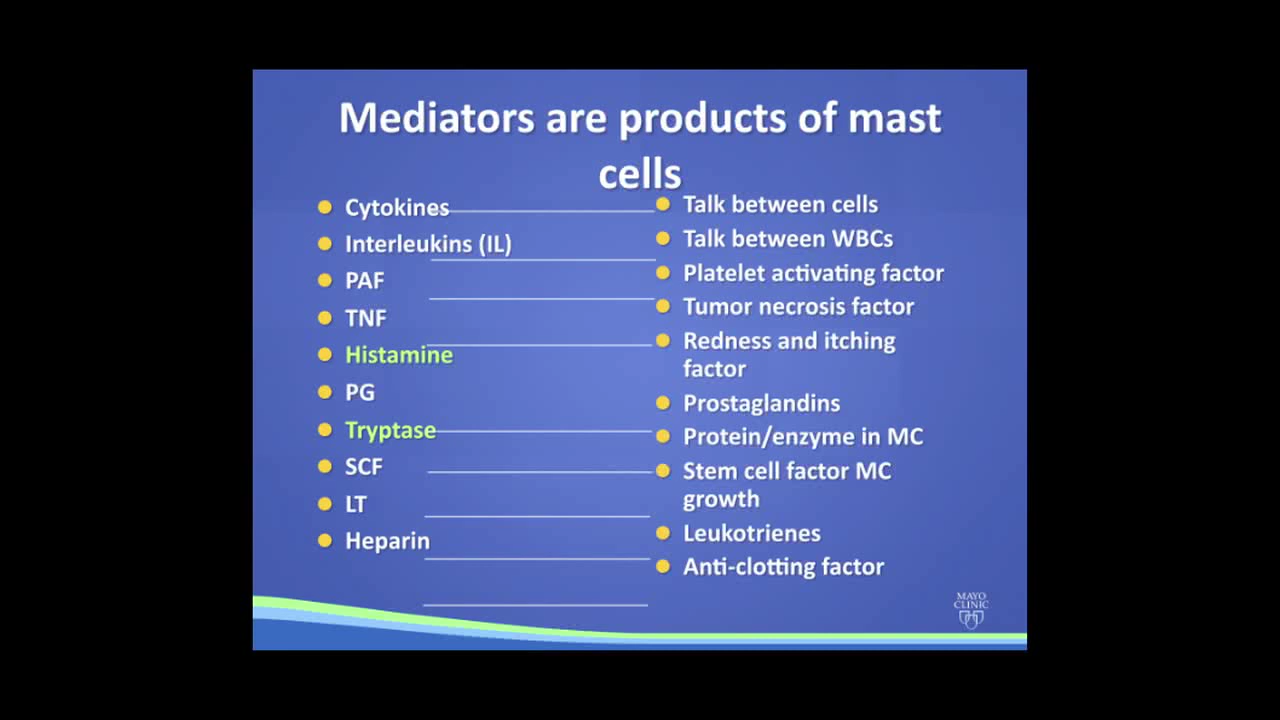 Mediators are products of mast
cells
Cytokines
Interleukins (IL)
PAF
TNF
Histamine
PG
Tryptase
SCF
LT
Heparin
Talk between cells
Talk between WBCs
Platelet activating factor
Tumor necrosis factor
Redness and itching
factor
Prostaglandins
Protein/enzyme in MC
Stem cell factor MC
growth
Leukotrienes
Anti-clotting factor
MAYO
CLINIC